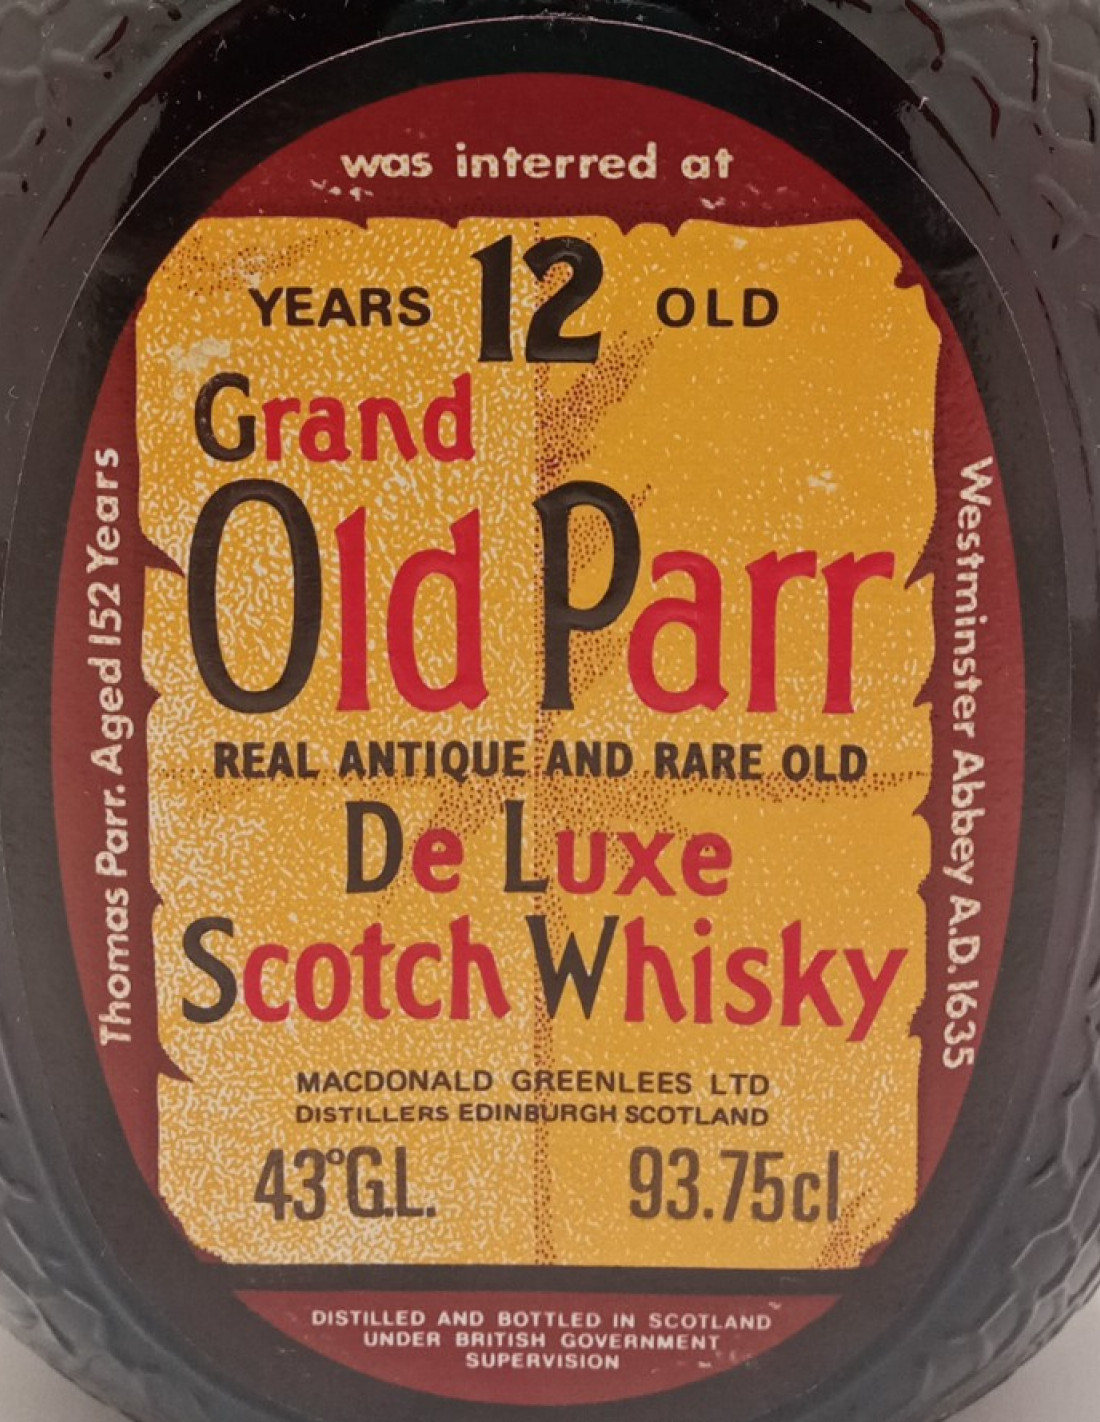 Thomas Parr. Aged 152 Years
was interred at
Westminster Abbey A.D. 1635
YEARS 12 OLD
Grand
Old Parr
REAL ANTIQUE AND RARE OLD
De Luxe
Scotch Whisky
MACDONALD GREENLEES LTD
DISTILLERS EDINBURGH SCOTLAND
43°G.L. 93.75cl
DISTILLED AND BOTTLED IN SCOTLAND
UNDER BRITISH GOVERNMENT
SUPERVISION